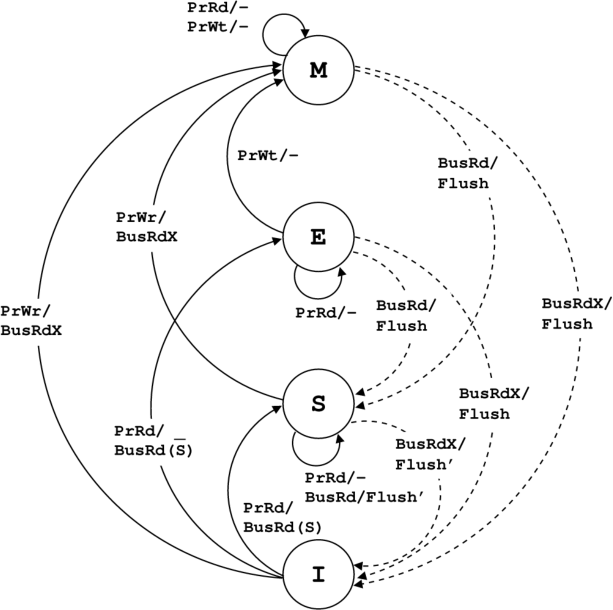 PrRd/−
PrWt/−
M
PrWt/−
BusRd/
Flush
PrWr/
BusRdX
E
PrRd/−
BusRd/
Flush
PrWr/
BusRdX
BusRdX/
Flush
S
BusRdX/
Flush
PrRd/
BusRd(S̅)
BusRdX/
Flush′
PrRd/−
BusRd/Flush′
PrRd/
BusRd(S)
I